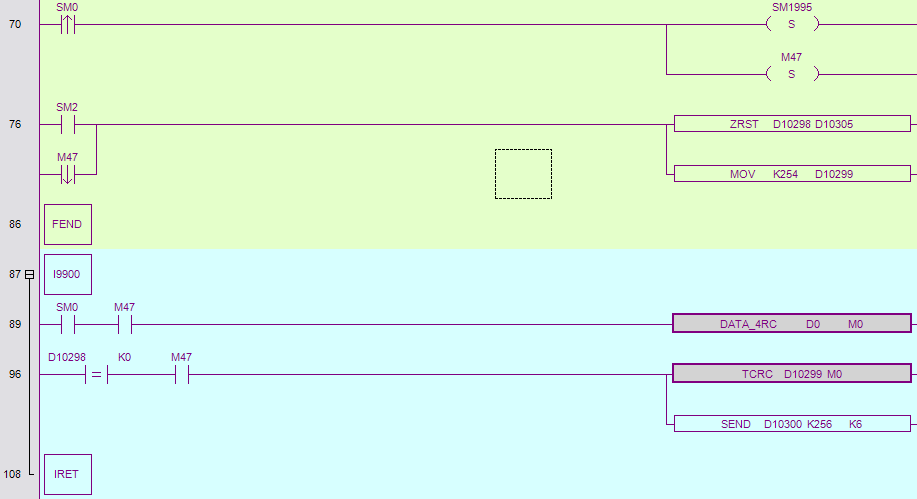 SM0 SM1995
70 S
M47
S
SM2
76 ZRST D10298 D10305
M47
MOV K254 D10299
86 FEND
87 I9900
SM0 M47
89 DATA_4RC D0 M0
D10298 K0 M47
96 = TCRC D10299 M0
SEND D10300 K256 K6
108 IRET